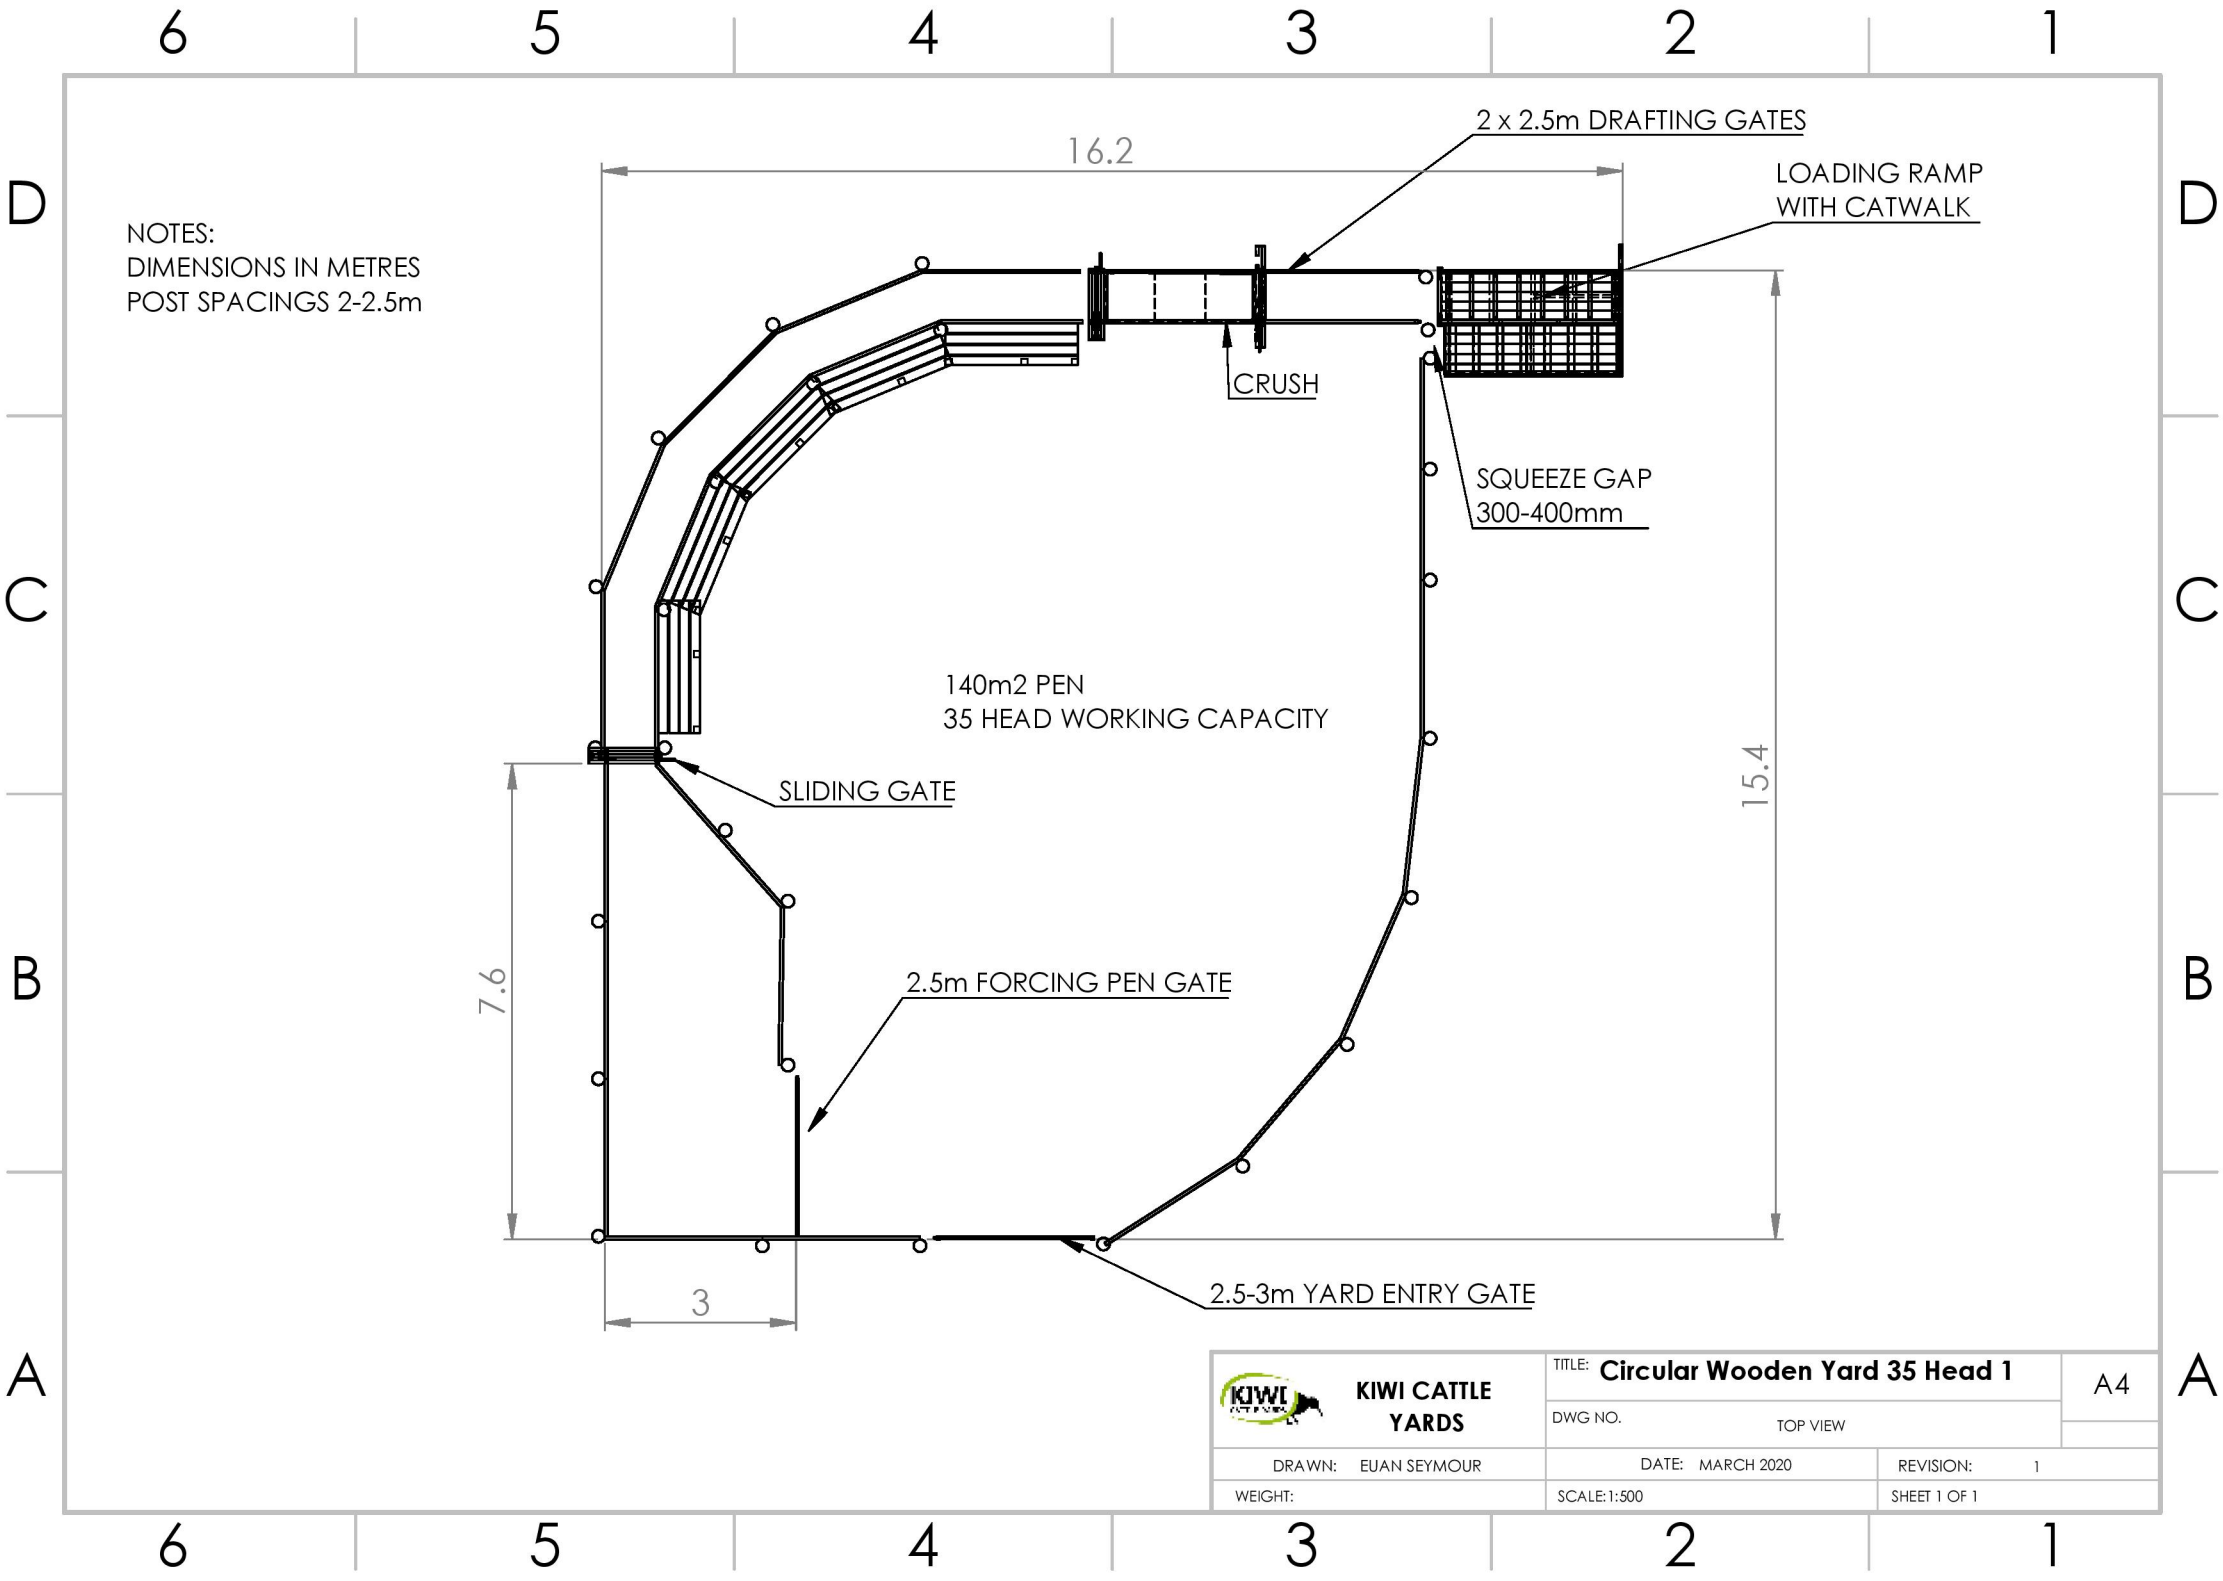 6 5 4 3 2 1
2 x 2.5m DRAFTING GATES
16.2
LOADING RAMP
WITH CATWALK
D D
NOTES:
DIMENSIONS IN METRES
POST SPACINGS 2-2.5m
CRUSH
SQUEEZE GAP
300-400mm
C C
140m2 PEN
35 HEAD WORKING CAPACITY
15.4
SLIDING GATE
7.6
2.5m FORCING PEN GATE
B B
3
2.5-3m YARD ENTRY GATE
A A
KIWI
KIWI CATTLE
YARDS
TITLE: Circular Wooden Yard 35 Head 1
A4
DWG NO.
TOP VIEW
DRAWN: EUAN SEYMOUR
DATE: MARCH 2020
REVISION: 1
WEIGHT:
SCALE:1:500
SHEET 1 OF 1
6 5 4 3 2 1